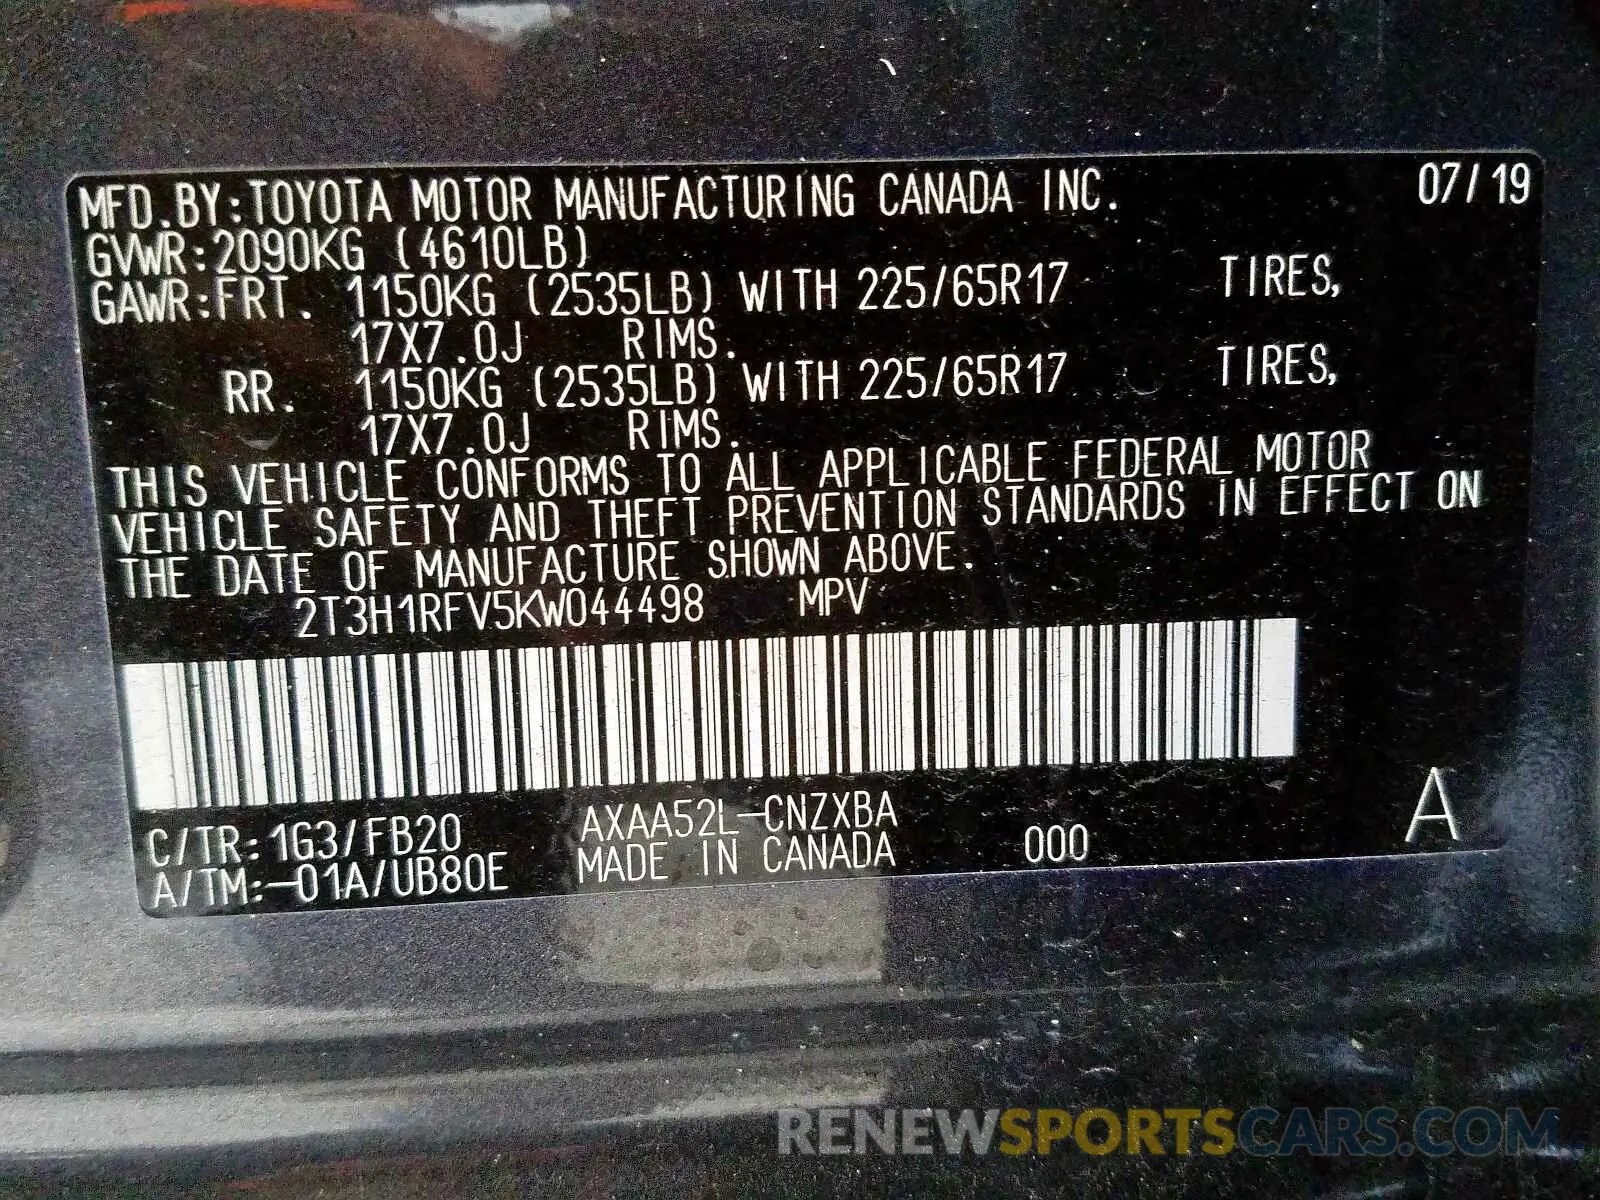 MFD.BY:TOYOTA MOTOR MANUFACTURING CANADA INC. 07/19
GVWR:2090KG (4610LB)
GAWR:FRT. 1150KG (2535LB) WITH 225/65R17 TIRES,
17X7.0J RIMS.
RR. 1150KG (2535LB) WITH 225/65R17 TIRES,
17X7.0J RIMS.
THIS VEHICLE CONFORMS TO ALL APPLICABLE FEDERAL MOTOR
VEHICLE SAFETY AND THEFT PREVENTION STANDARDS IN EFFECT ON
THE DATE OF MANUFACTURE SHOWN ABOVE.
2T3H1RFV5KW044498 MPV
C/TR:1G3/FB20 AXAA52L-CNZXBA
A/TM:-01A/UB80E MADE IN CANADA 000 A
RENEWSPORTSCARS.COM